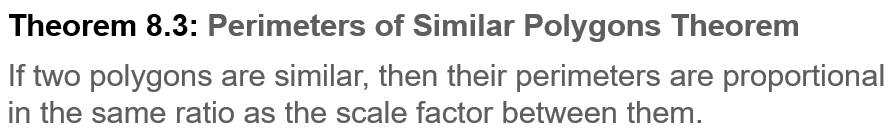 Theorem 8.3: Perimeters of Similar Polygons Theorem
If two polygons are similar, then their perimeters are proportional
in the same ratio as the scale factor between them.